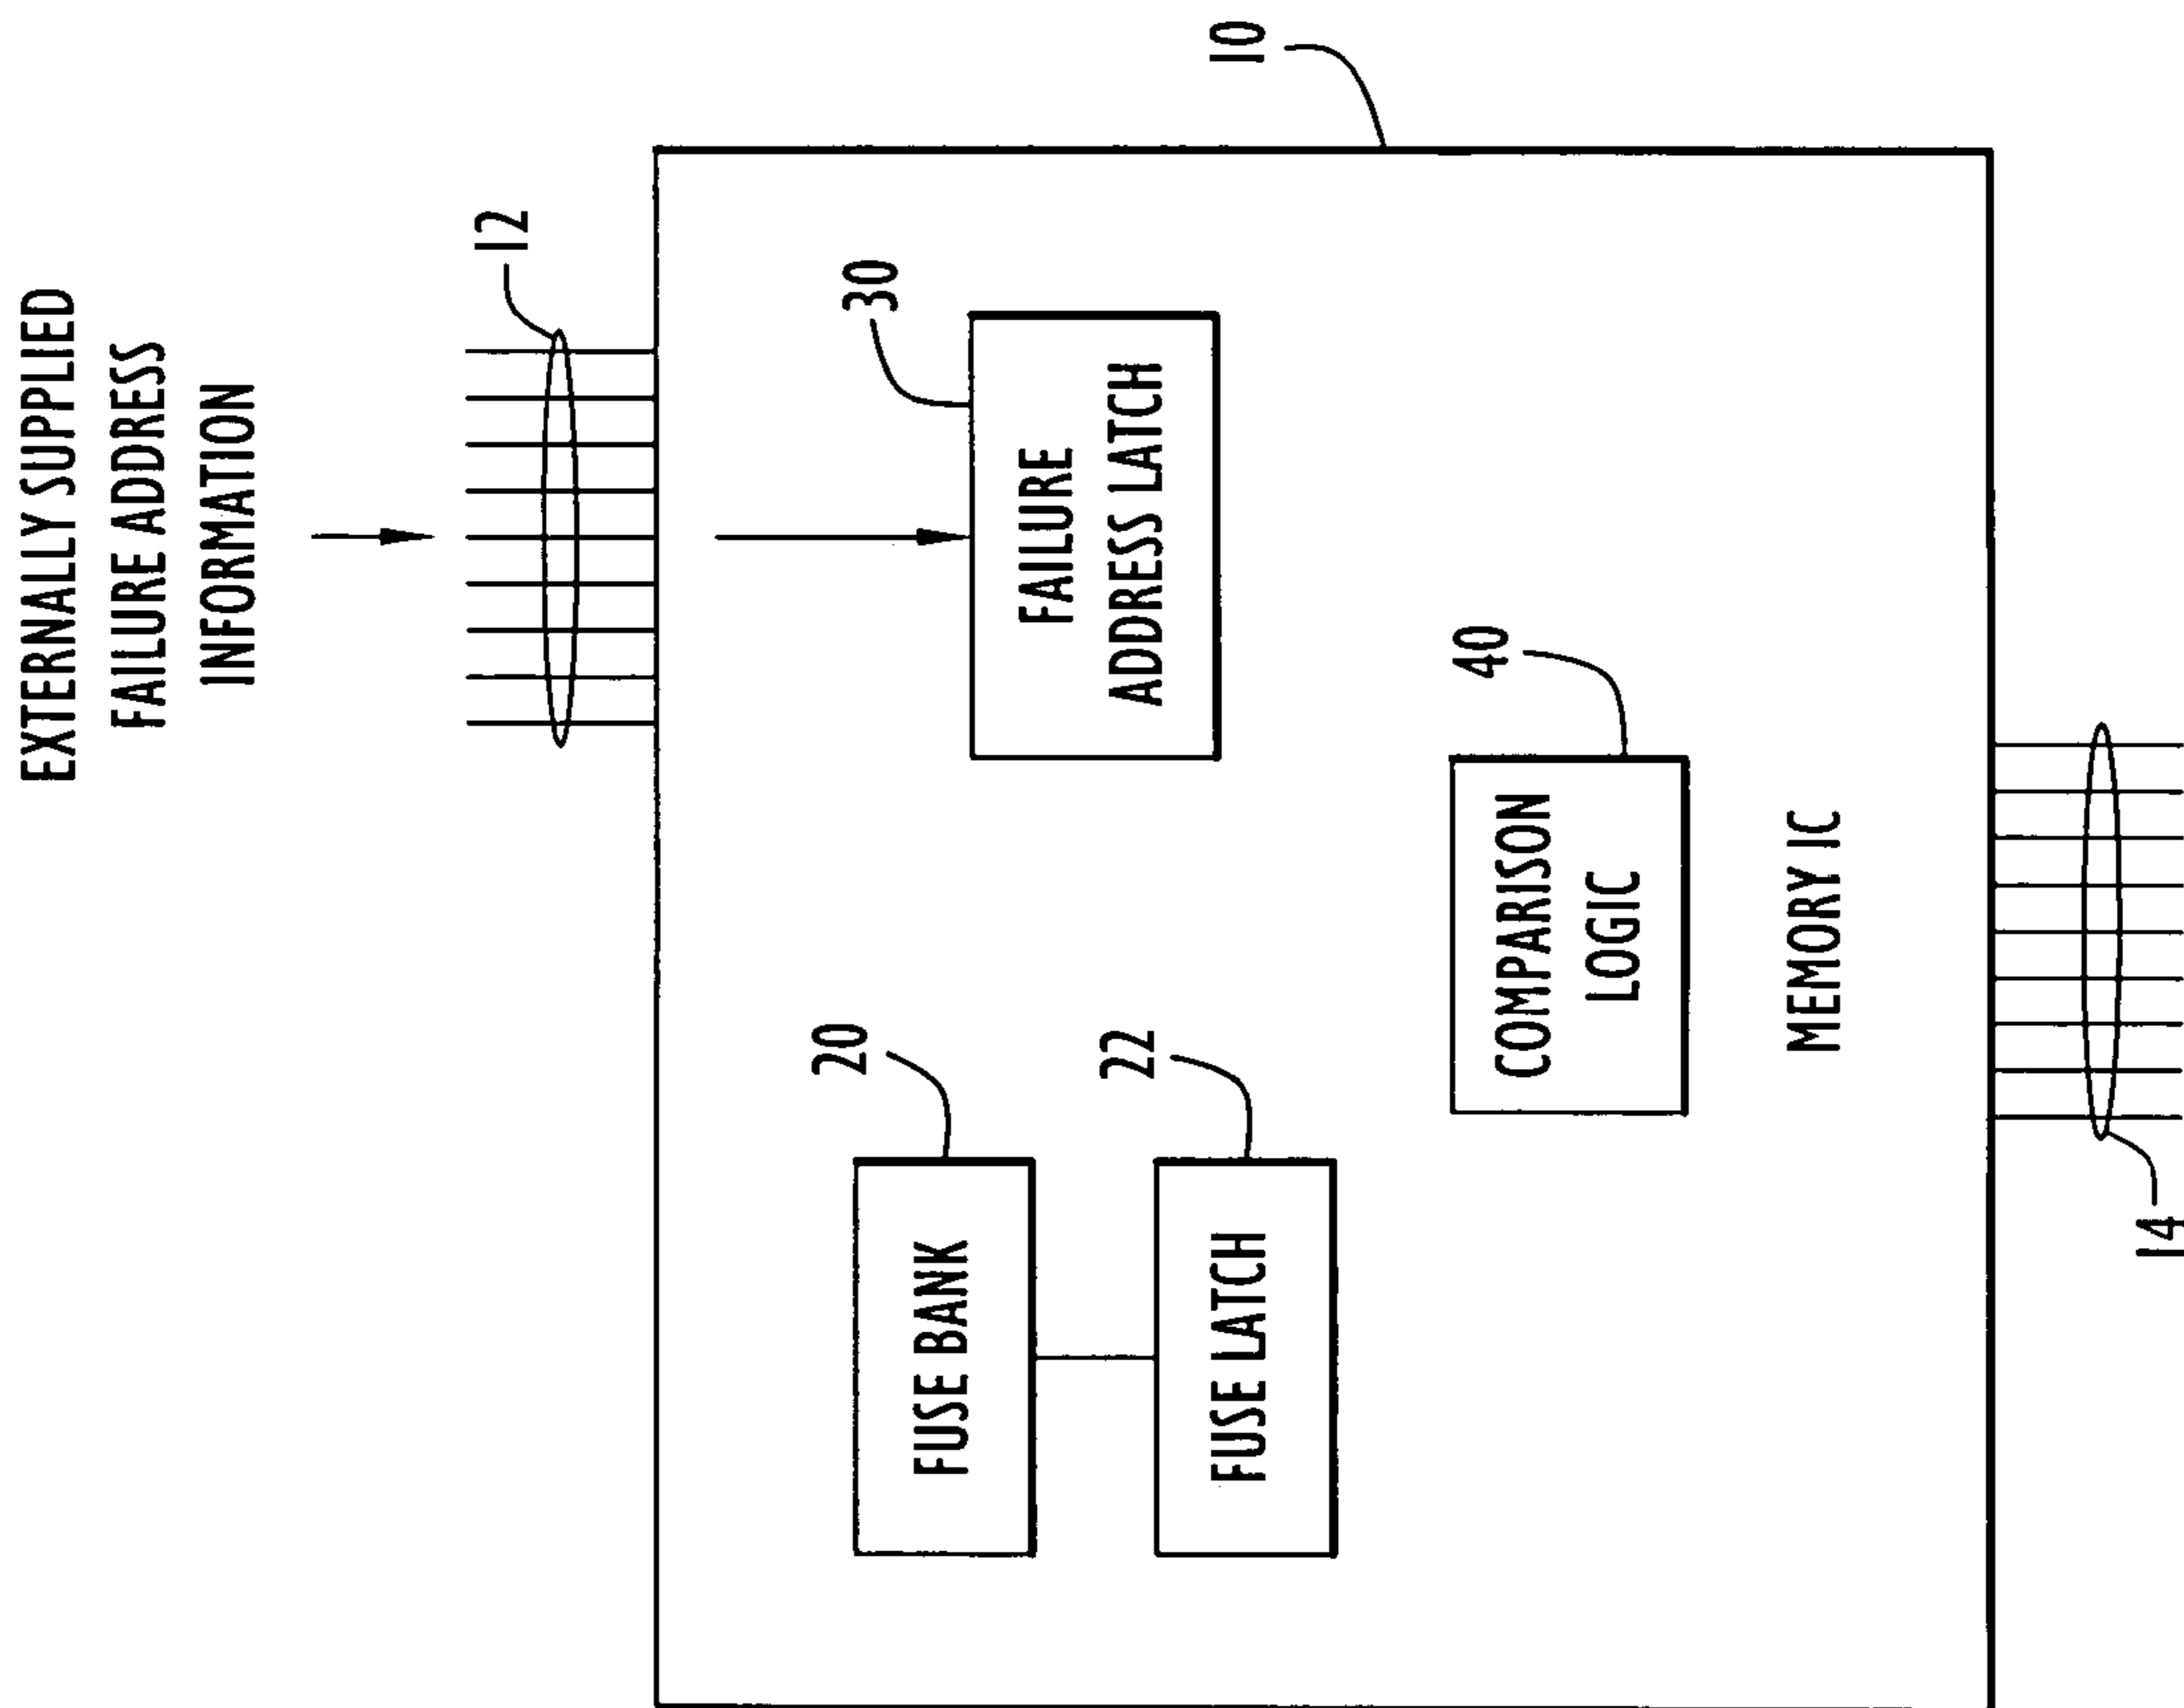 EXTERNALLY SUPPLIED
FAILURE ADDRESS
INFORMATION
12
10
30
FAILURE
ADDRESS LATCH
20
FUSE BANK
22
FUSE LATCH
40
COMPARISON
LOGIC
MEMORY IC
14